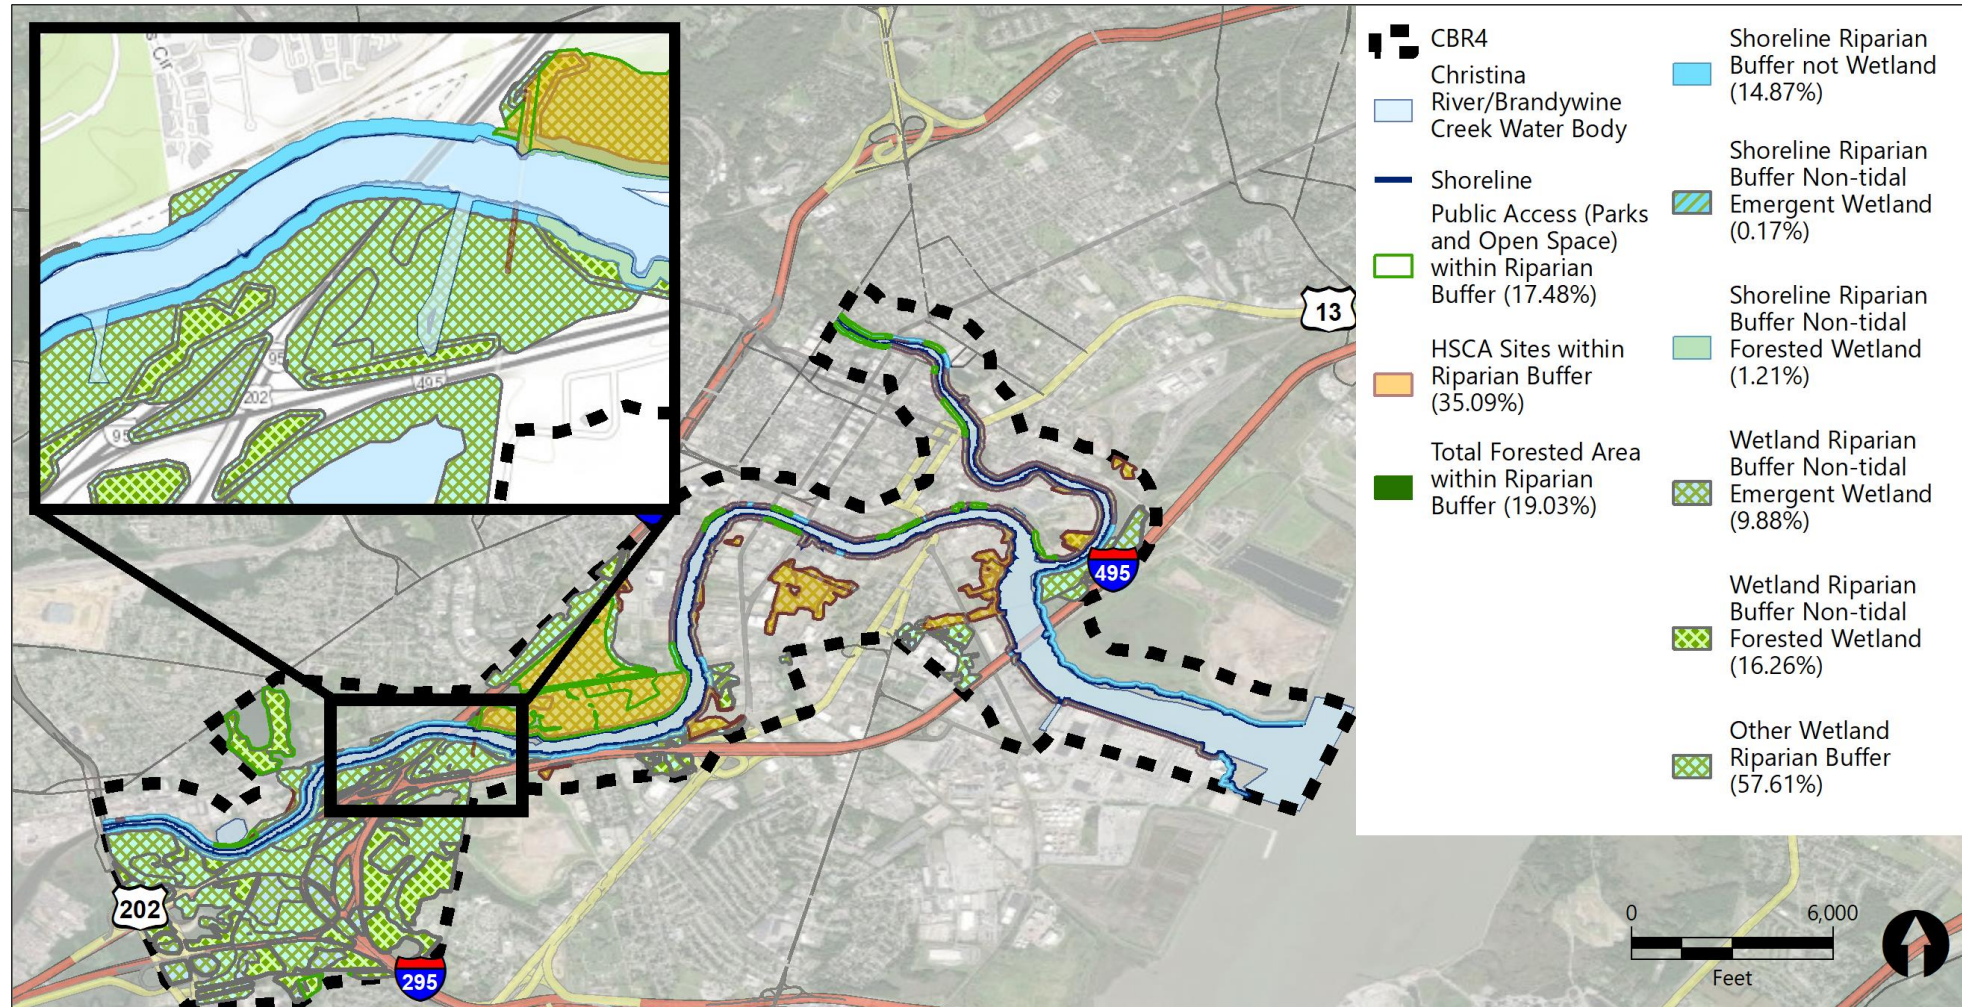 s Cir
95
202
495
95
13
495
202
295
CBR4
Christina
River/Brandywine
Creek Water Body
Shoreline
Public Access (Parks
and Open Space)
within Riparian
Buffer (17.48%)
HSCA Sites within
Riparian Buffer
(35.09%)
Total Forested Area
within Riparian
Buffer (19.03%)
Shoreline Riparian
Buffer not Wetland
(14.87%)
Shoreline Riparian
Buffer Non-tidal
Emergent Wetland
(0.17%)
Shoreline Riparian
Buffer Non-tidal
Forested Wetland
(1.21%)
Wetland Riparian
Buffer Non-tidal
Emergent Wetland
(9.88%)
Wetland Riparian
Buffer Non-tidal
Forested Wetland
(16.26%)
Other Wetland
Riparian Buffer
(57.61%)
0 6,000
Feet